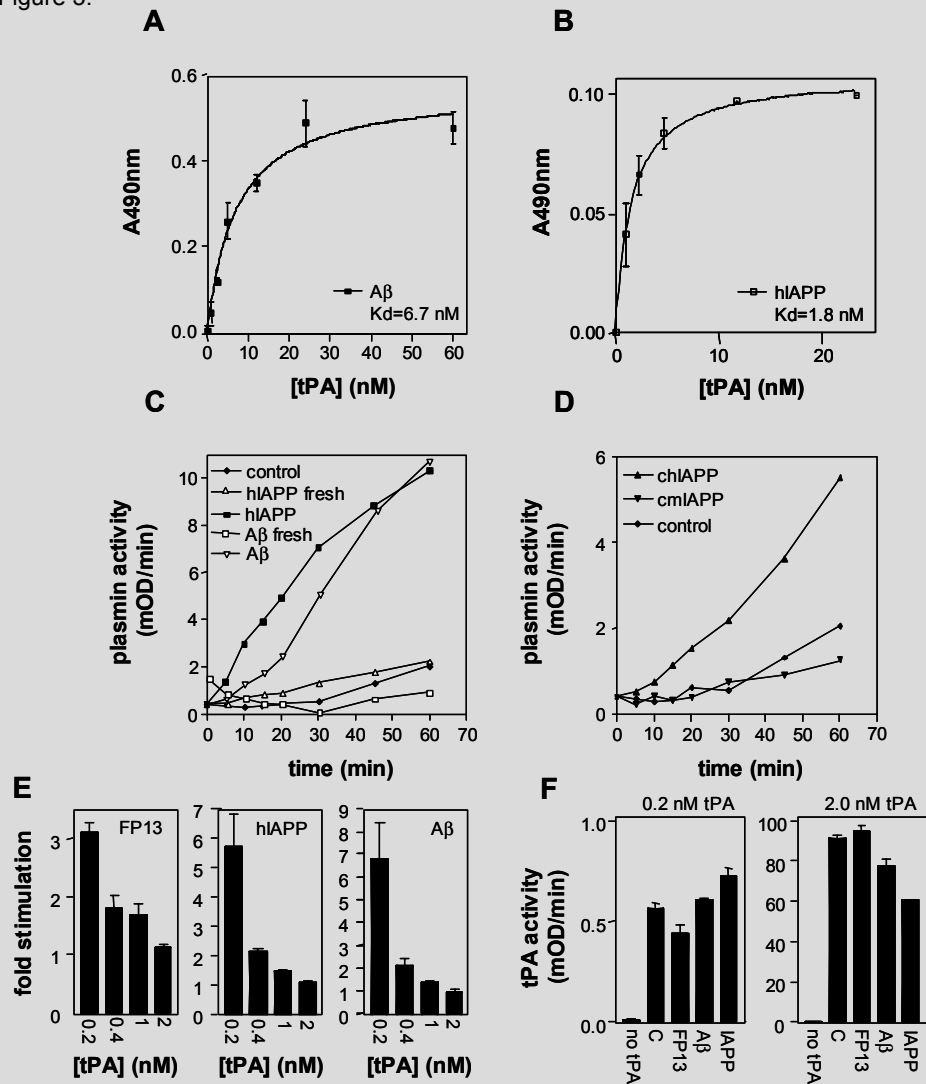 Figure 3.
A
0.6
0.4
0.2
0.0
A490nm
Aβ
Kd=6.7 nM
0 10 20 30 40 50 60
[tPA] (nM)
B
0.10
0.05
0.00
A490nm
hIAPP
Kd=1.8 nM
0 10 20
[tPA] (nM)
C
10
8
6
4
2
0
plasmin activity
(mOD/min)
control
hIAPP fresh
hIAPP
Aβ fresh
Aβ
0 10 20 30 40 50 60 70
time (min)
D
6
4
2
0
plasmin activity
(mOD/min)
chIAPP
cmIAPP
control
0 10 20 30 40 50 60 70
time (min)
E
fold stimulation
FP13
3
2
1
0
0.2 0.4 1 2
[tPA] (nM)
hIAPP
7
6
5
4
3
2
1
0
0.2 0.4 1 2
[tPA] (nM)
Aβ
9
8
7
6
5
4
3
2
1
0
0.2 0.4 1 2
[tPA] (nM)
F
tPA activity
(mOD/min)
0.2 nM tPA
1.0
0.5
0.0
no tPA C FP13 Aβ IAPP
2.0 nM tPA
100
80
60
40
20
0
no tPA C FP13 Aβ IAPP